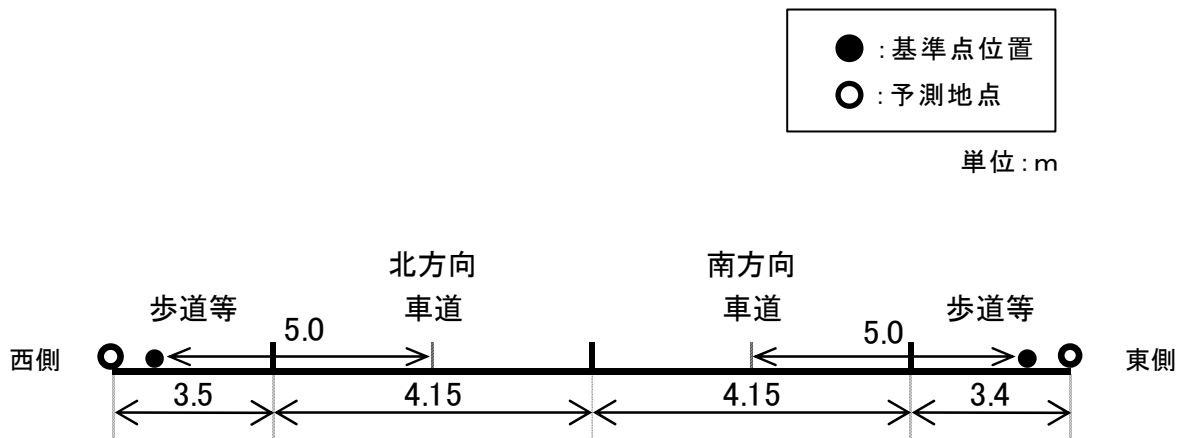 ●：基準点位置
○：予測地点
単位：m
北方向
車道
南方向
車道
歩道等
歩道等
5.0
5.0
西側
東側
3.5
4.15
4.15
3.4